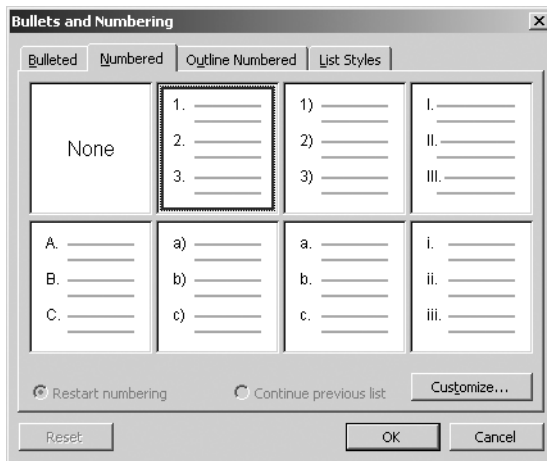 Bullets and Numbering
Bulleted Numbered Outline Numbered List Styles
None
1.
2.
3.
1)
2)
3)
I.
II.
III.
A.
B.
C.
a)
b)
c)
a.
b.
c.
i.
ii.
iii.
Restart numbering Continue previous list Customize...
Reset OK Cancel